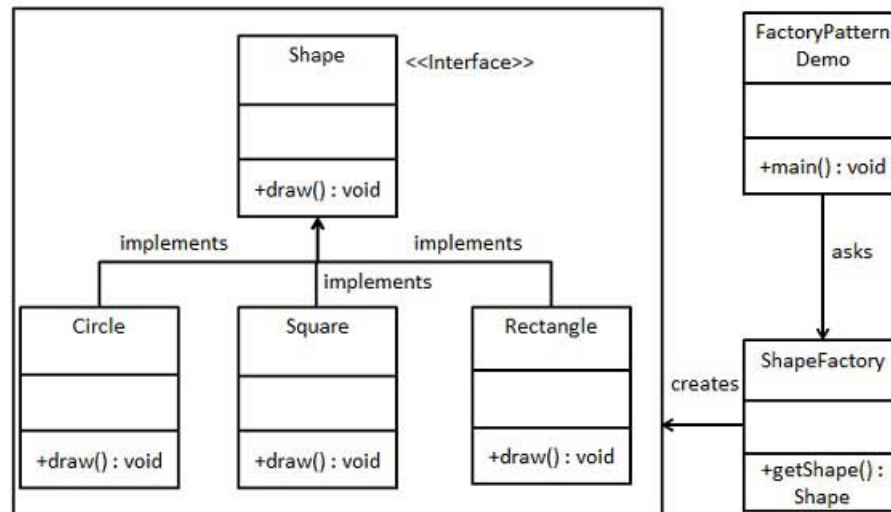 Shape
<<Interface>>
+draw() : void
implements
implements
implements
Circle
+draw() : void
Square
+draw() : void
Rectangle
+draw() : void
FactoryPattern
Demo
+main() : void
asks
ShapeFactory
+getShape() :
Shape
creates